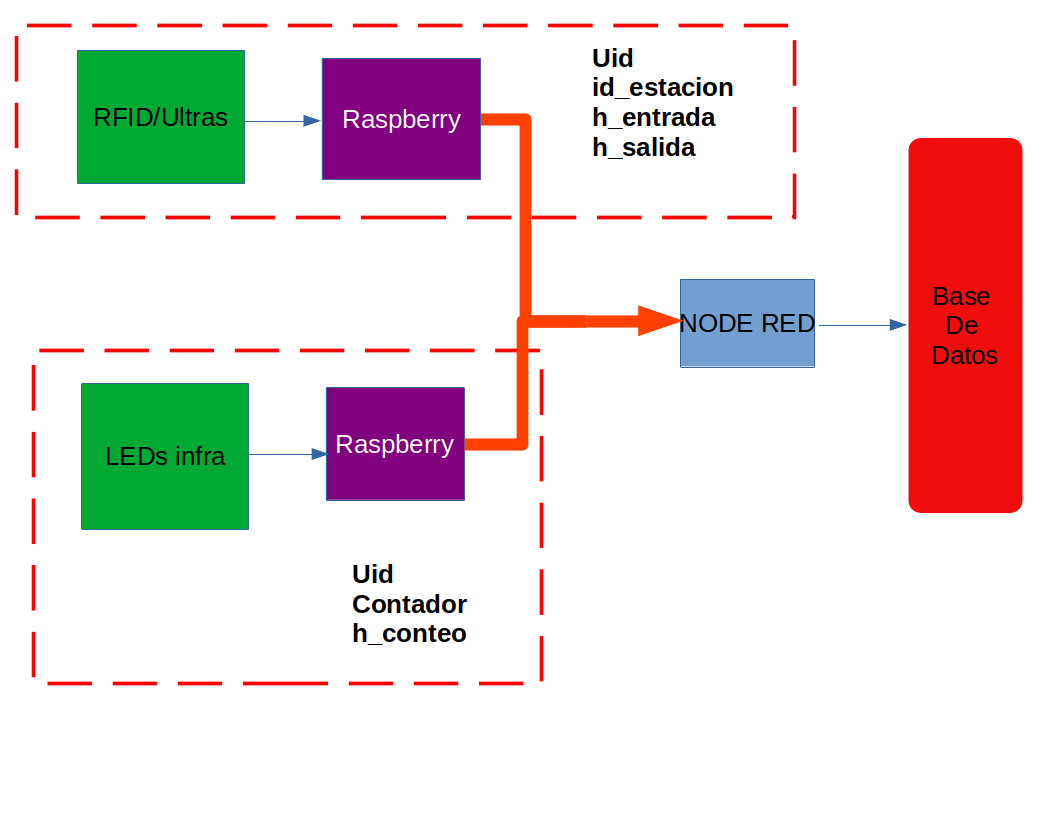 RFID/Ultras
Raspberry
Uid
id_estacion
h_entrada
h_salida
NODE RED
Base
De
Datos
LEDs infra
Raspberry
Uid
Contador
h_conteo